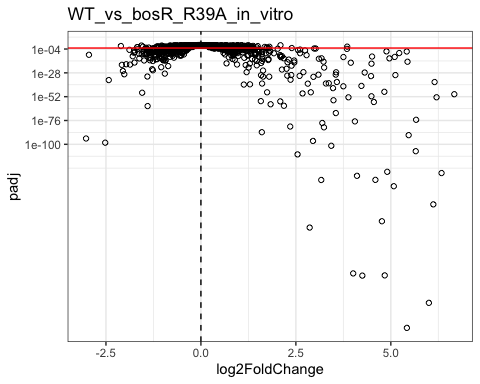 WT_vs_bosR_R39A_in_vitro
padj
1e-04
1e-28
1e-52
1e-76
1e-100
-2.5
0.0
2.5
5.0
log2FoldChange